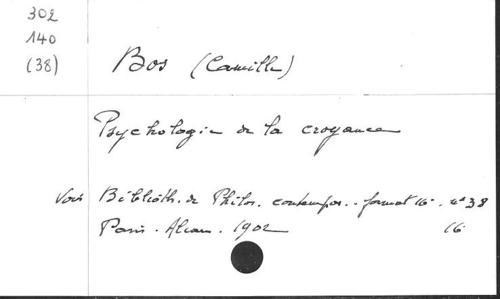 302
140
(38)
Bos (Camille)
Psychologie de la croyance
Voir Biblioth. de Philos. contempor. format 16. nº 38
Paris. Alcan. 1902 16